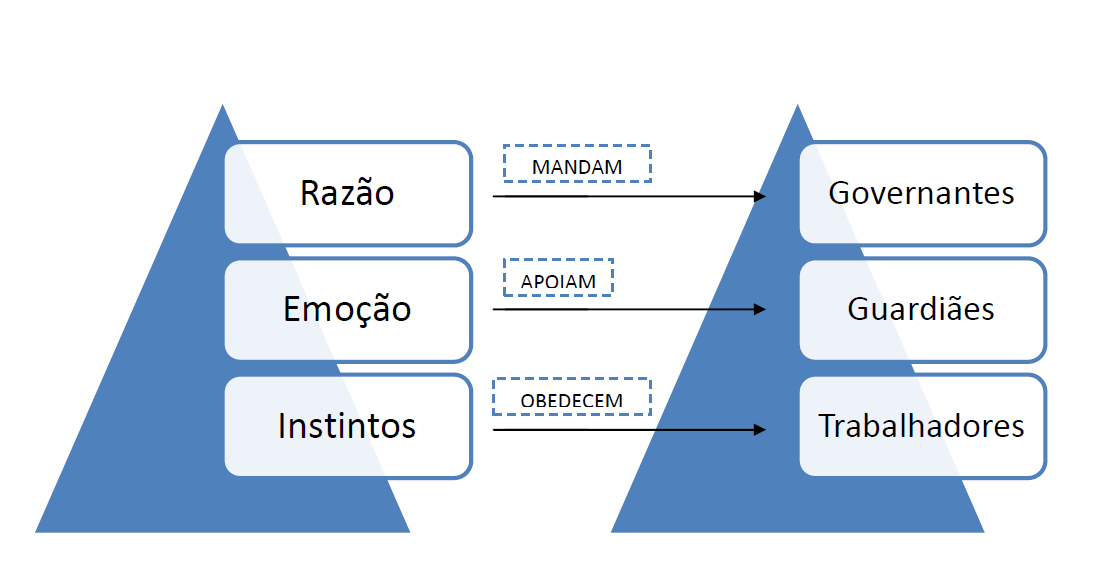 Razão
MANDAM
Governantes
Emoção
APOIAM
Guardiães
Instintos
OBEDECEM
Trabalhadores